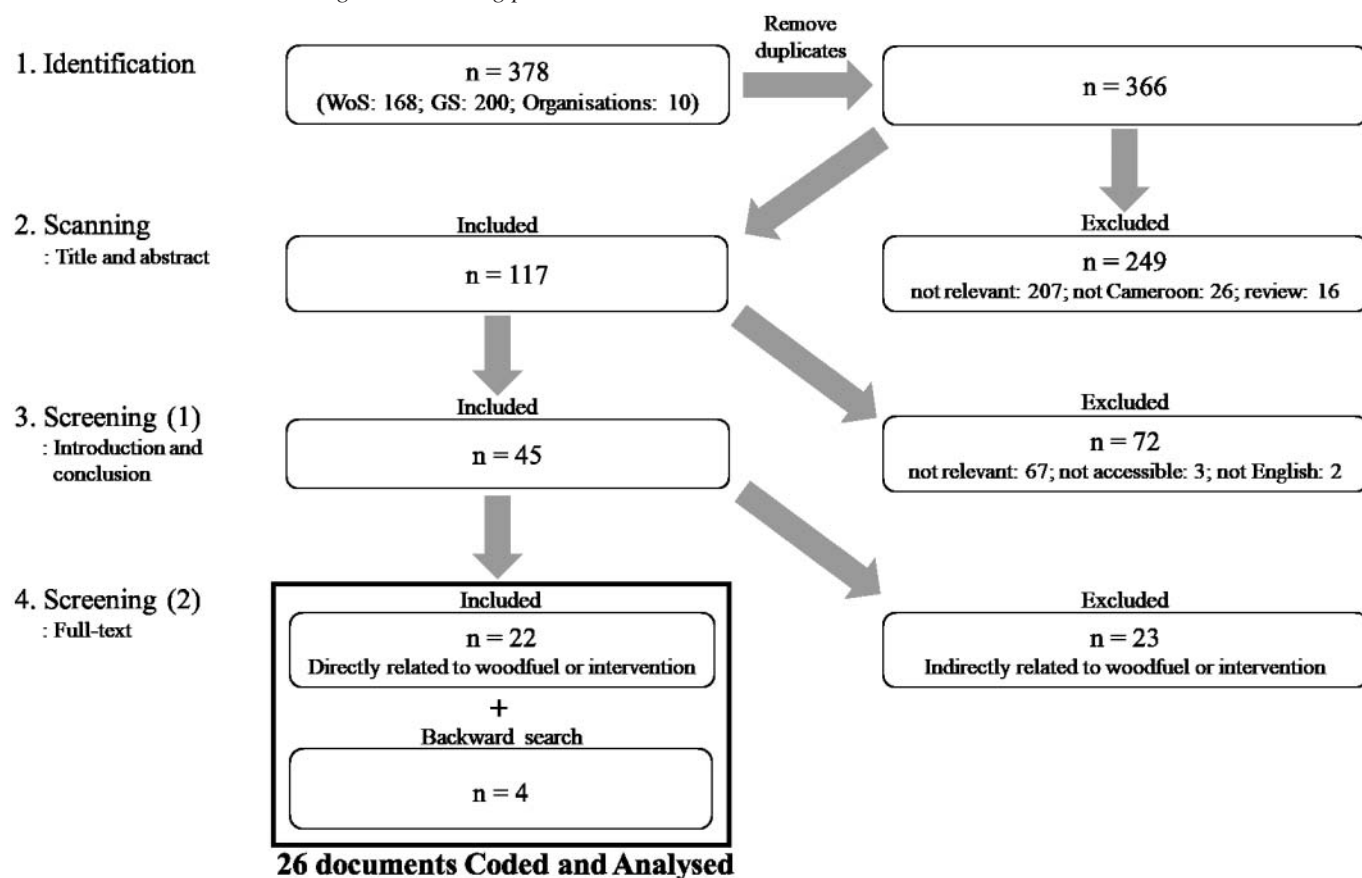 Remove
duplicates
1. Identification
n = 378
(WoS: 168; GS: 200; Organisations: 10)
n = 366
2. Scanning
: Title and abstract
Included
n = 117
Excluded
n = 249
not relevant: 207; not Cameroon: 26; review: 16
3. Screening (1)
: Introduction and
conclusion
Included
n = 45
Excluded
n = 72
not relevant: 67; not accessible: 3; not English: 2
4. Screening (2)
: Full-text
Included
n = 22
Directly related to woodfuel or intervention
+
Backward search
n = 4
Excluded
n = 23
Indirectly related to woodfuel or intervention
26 documents Coded and Analysed